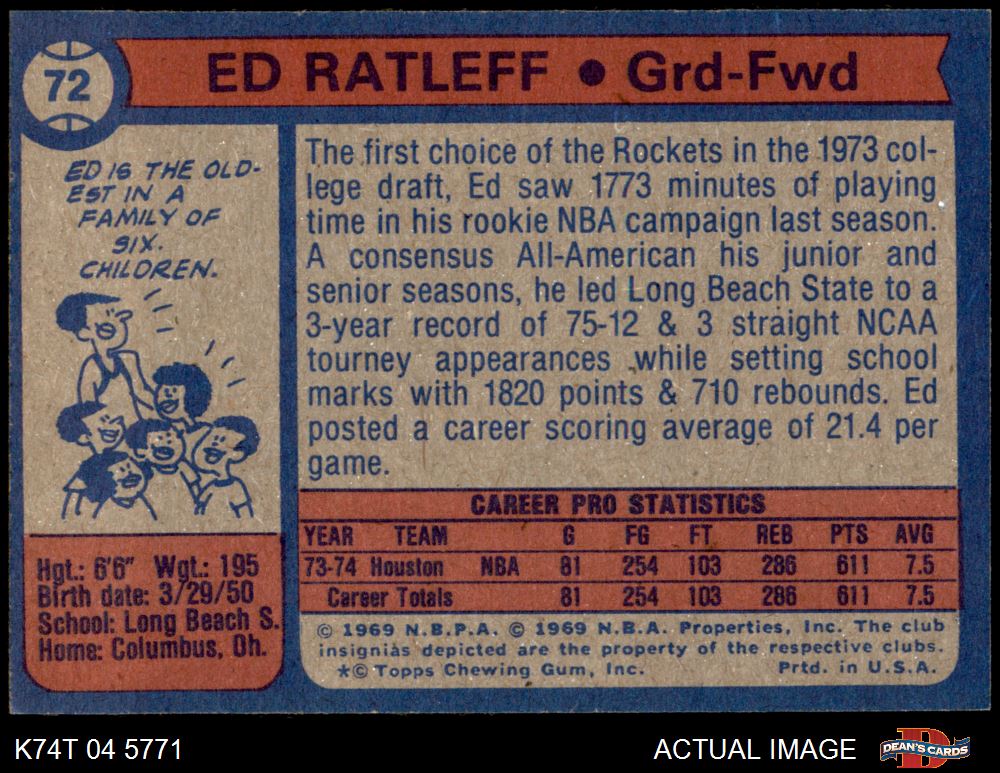 72
ED RATLEFF ● Grd-Fwd
ED IS THE OLD-
EST IN A
FAMILY OF
SIX.
CHILDREN.
The first choice of the Rockets in the 1973 col-
lege draft, Ed saw 1773 minutes of playing
time in his rookie NBA campaign last season.
A consensus All-American his junior and
senior seasons, he led Long Beach State to a
3-year record of 75-12 & 3 straight NCAA
tourney appearances while setting school
marks with 1820 points & 710 rebounds. Ed
posted a career scoring average of 21.4 per
game.
Hgt.: 6'6" Wgt.: 195
Birth date: 3/29/50
School: Long Beach S.
Home: Columbus, Oh.
CAREER PRO STATISTICS
YEAR TEAM G FG FT REB PTS AVG
73-74 Houston NBA 81 254 103 286 611 7.5
Career Totals 81 254 103 286 611 7.5
© 1969 N.B.P.A. © 1969 N.B.A. Properties, Inc. The club
insignias depicted are the property of the respective clubs.
*© Topps Chewing Gum, Inc. Prtd. in U.S.A.
K74T 04 5771
ACTUAL IMAGE
DEAN'S CARDS